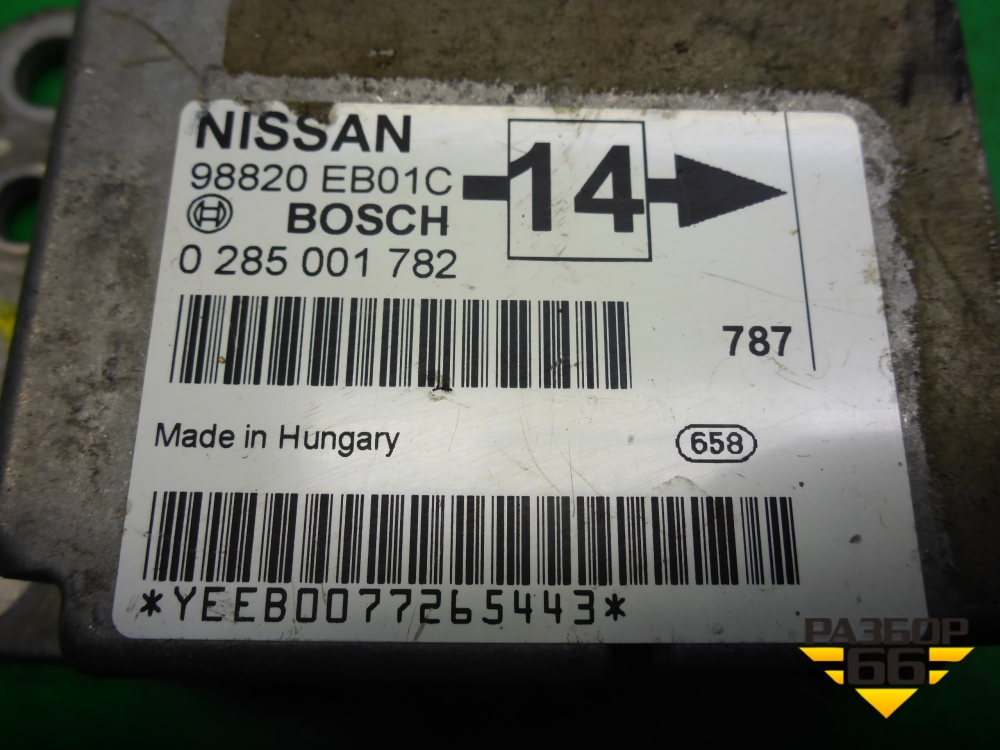 NISSAN
98820 EB01C
14
BOSCH
0 285 001 782
787
Made in Hungary
658
*YEEB0077265443*
РАЗБОР
66